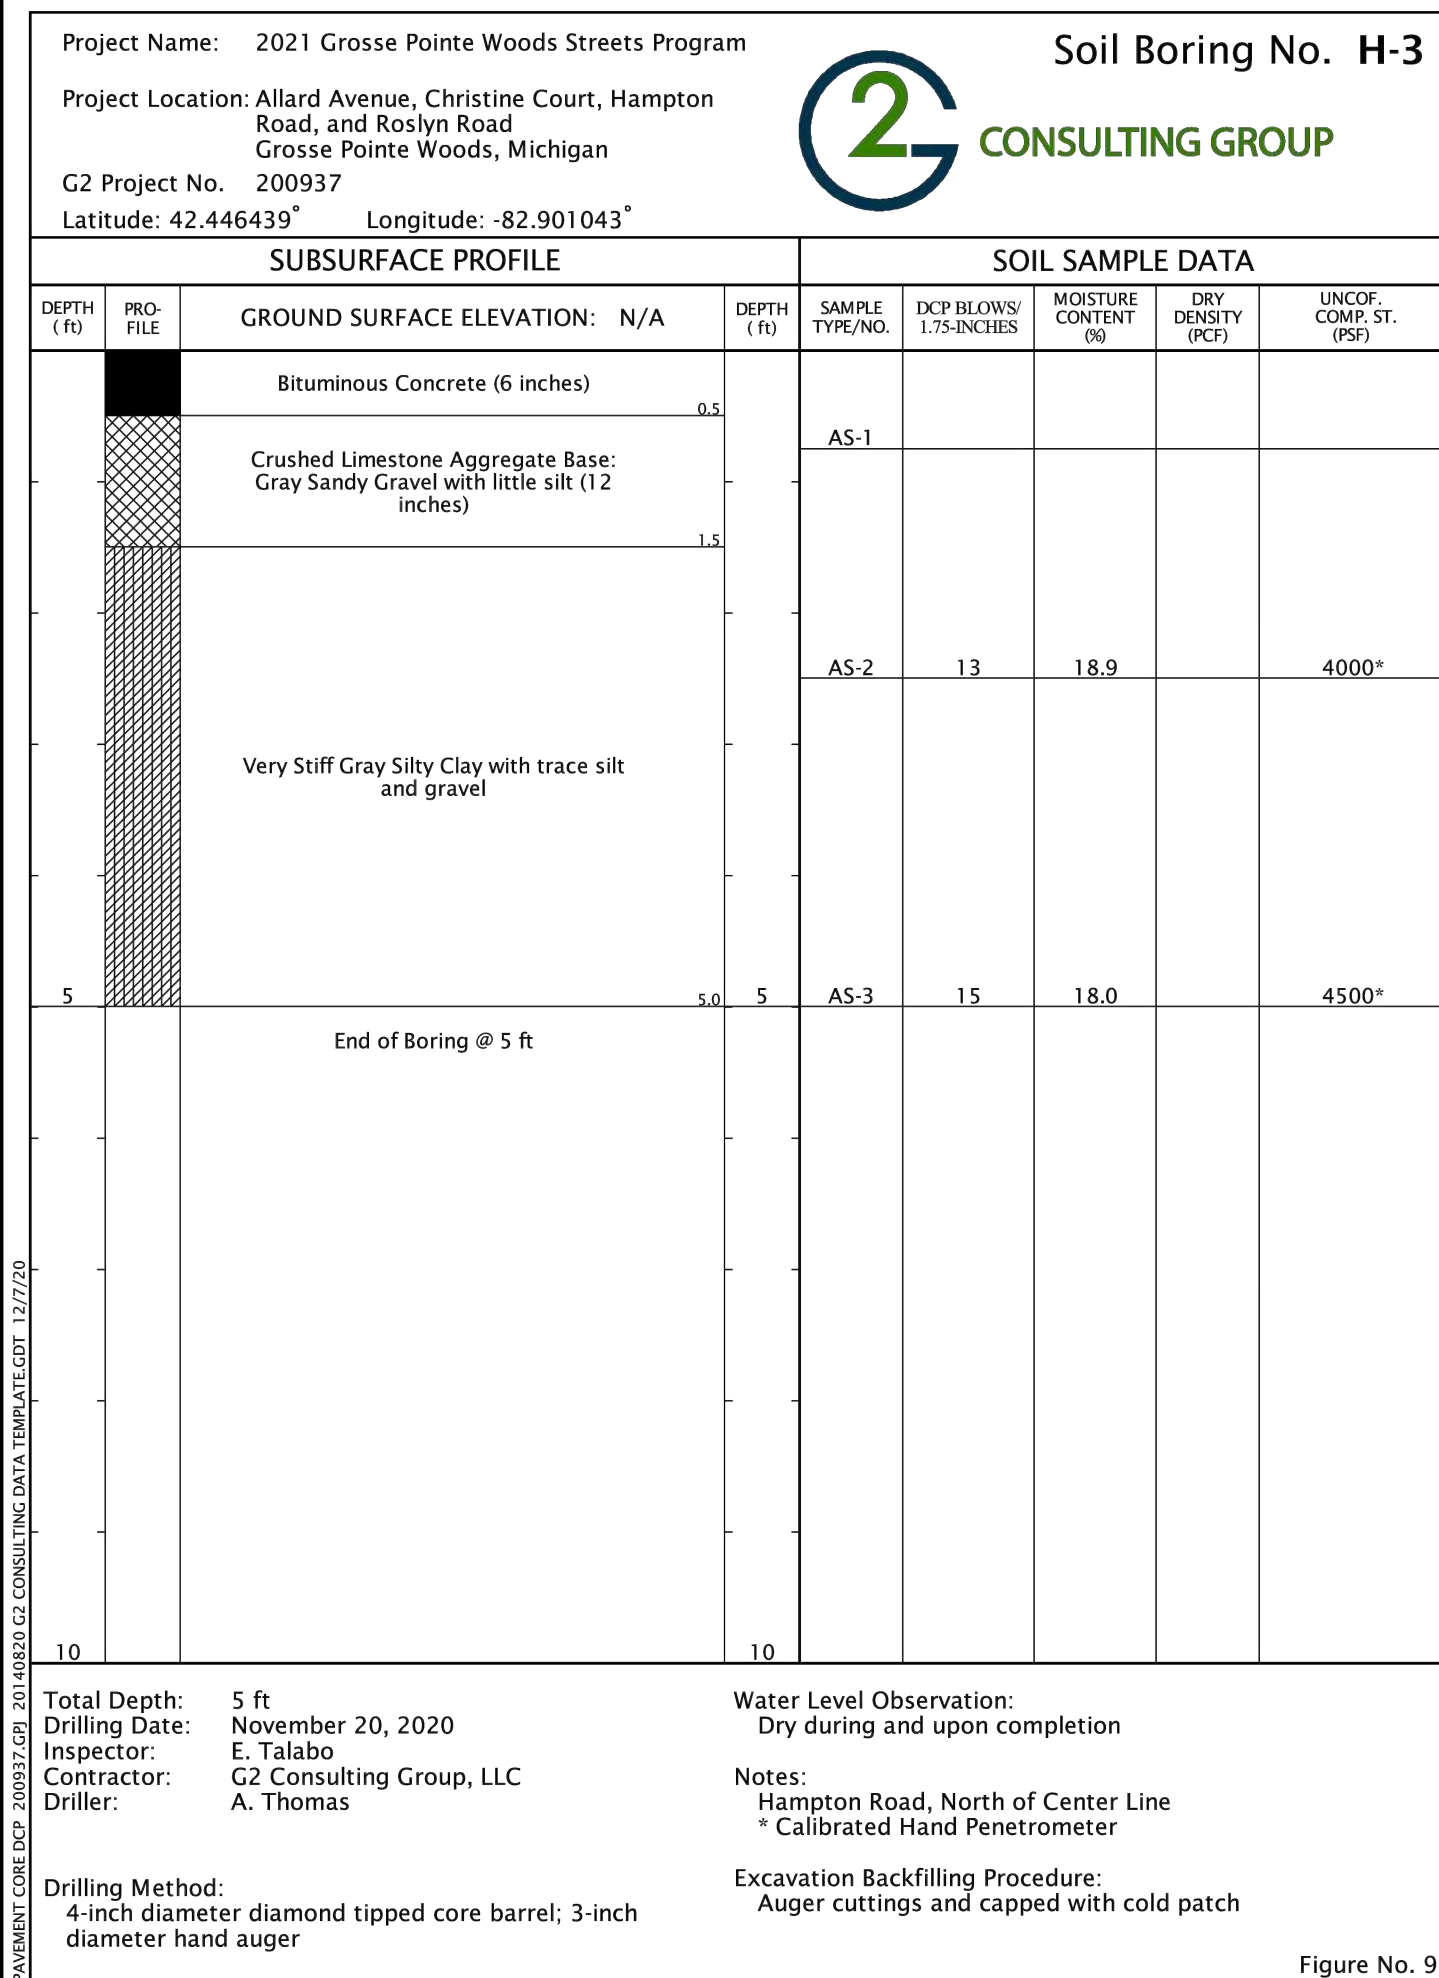 Project Name: 2021 Grosse Pointe Woods Streets Program
Project Location: Allard Avenue, Christine Court, Hampton
Road, and Roslyn Road
Grosse Pointe Woods, Michigan
G2 Project No. 200937
Latitude: 42.446439° Longitude: -82.901043°
G2 CONSULTING GROUP
Soil Boring No. H-3
SUBSURFACE PROFILE
SOIL SAMPLE DATA
DEPTH
( ft)
PRO-
FILE
GROUND SURFACE ELEVATION: N/A
DEPTH
( ft)
SAMPLE
TYPE/NO.
DCP BLOWS/
1.75-INCHES
MOISTURE
CONTENT
(%)
DRY
DENSITY
(PCF)
UNCOF.
COMP. ST.
(PSF)
Bituminous Concrete (6 inches)
0.5
AS-1
Crushed Limestone Aggregate Base:
Gray Sandy Gravel with little silt (12
inches)
1.5
AS-2 13 18.9 4000*
Very Stiff Gray Silty Clay with trace silt
and gravel
5 5.0 5 AS-3 15 18.0 4500*
End of Boring @ 5 ft
10 10
Total Depth: 5 ft
Drilling Date: November 20, 2020
Inspector: E. Talabo
Contractor: G2 Consulting Group, LLC
Driller: A. Thomas
Drilling Method:
4-inch diameter diamond tipped core barrel; 3-inch
diameter hand auger
Water Level Observation:
Dry during and upon completion
Notes:
Hampton Road, North of Center Line
* Calibrated Hand Penetrometer
Excavation Backfilling Procedure:
Auger cuttings and capped with cold patch
Figure No. 9
PAVEMENT CORE DCP 200937.GPJ 20140820 G2 CONSULTING DATA TEMPLATE.GDT 12/7/20